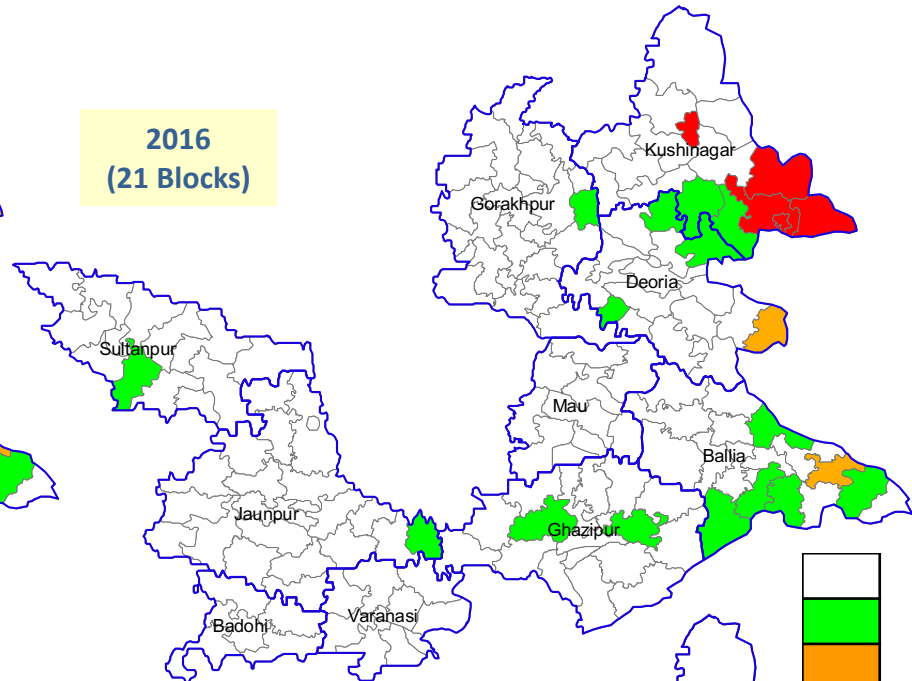 2016
(21 Blocks)
Kushinagar
Gorakhpur
Deoria
Sultanpur
Mau
Ballia
Jaunpur
Ghazipur
Badohi
Varanasi